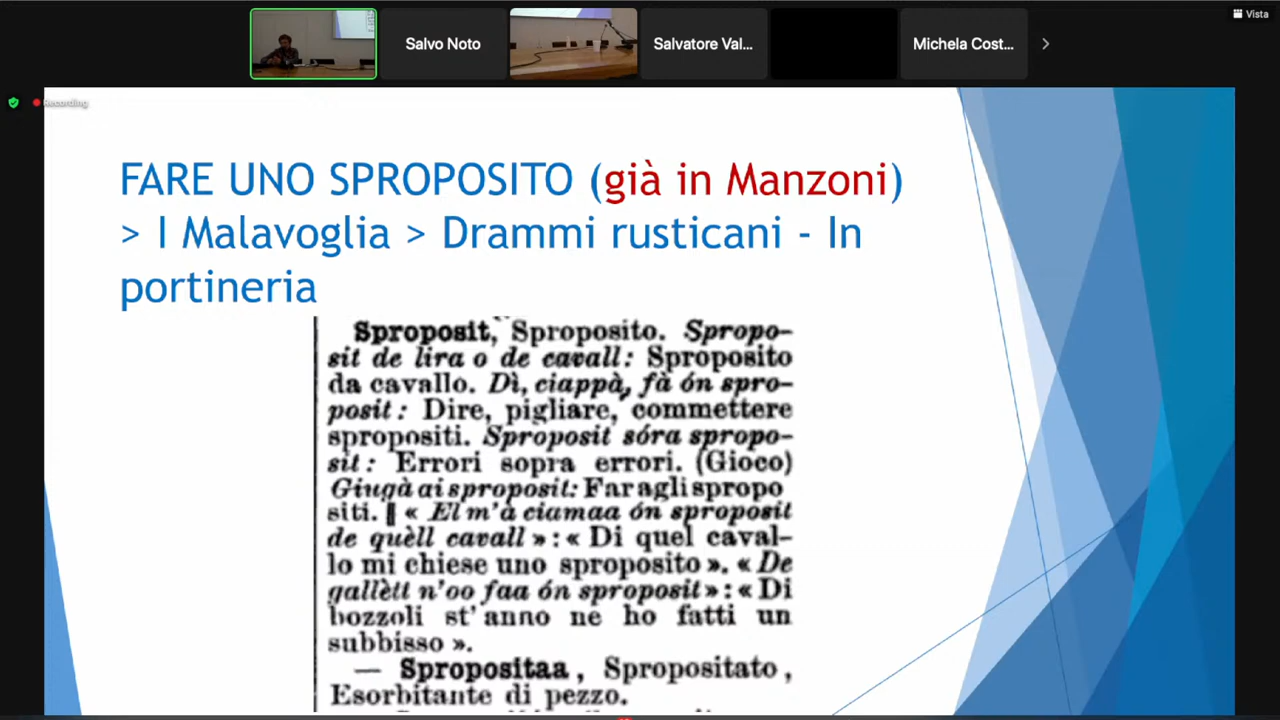 Vista
Salvo Noto
Salvatore Val...
Michela Cost...
Recording
FARE UNO SPROPOSITO (già in Manzoni)
> I Malavoglia > Drammi rusticani - In
portineria
Sproposit, Sproposito. Spropo-
sit de lira o de cavall: Sproposito
da cavallo. Dì, ciappà, fà ón spro-
posit: Dire, pigliare, commettere
spropositi. Sproposit sóra spropo-
sit: Errori sopra errori. (Gioco)
Giugà ai sproposit: Far agli spropo
siti. ‖ « El m'à ciamaa ón sproposit
de quèll cavall » : « Di quel caval-
lo mi chiese uno sproposito ». « De
gallètt n'oo faa ón sproposit » : « Di
bozzoli st'anno ne ho fatti un
subbisso ».
— Spropositaa, Spropositato,
Esorbitante di pezzo.